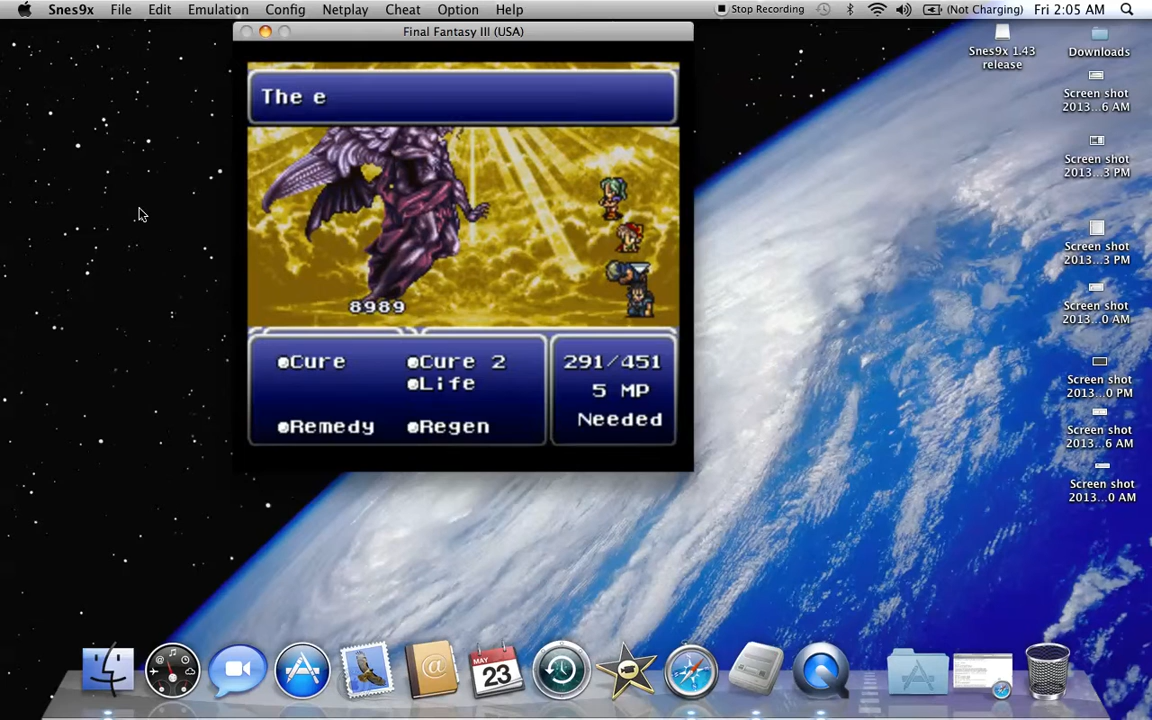 Snes9x File Edit Emulation Config Netplay Cheat Option Help Stop Recording (Not Charging) Fri 2:05 AM
Final Fantasy III (USA)
The e
8989
Cure Cure 2
Life
Remedy Regen
291/451
5 MP
Needed
Snes9x 1.43
release
Downloads
Screen shot
2013...6 AM
Screen shot
2013...3 PM
Screen shot
2013...3 PM
Screen shot
2013...0 AM
Screen shot
2013...0 PM
Screen shot
2013...6 AM
Screen shot
2013...0 AM
MAY
23